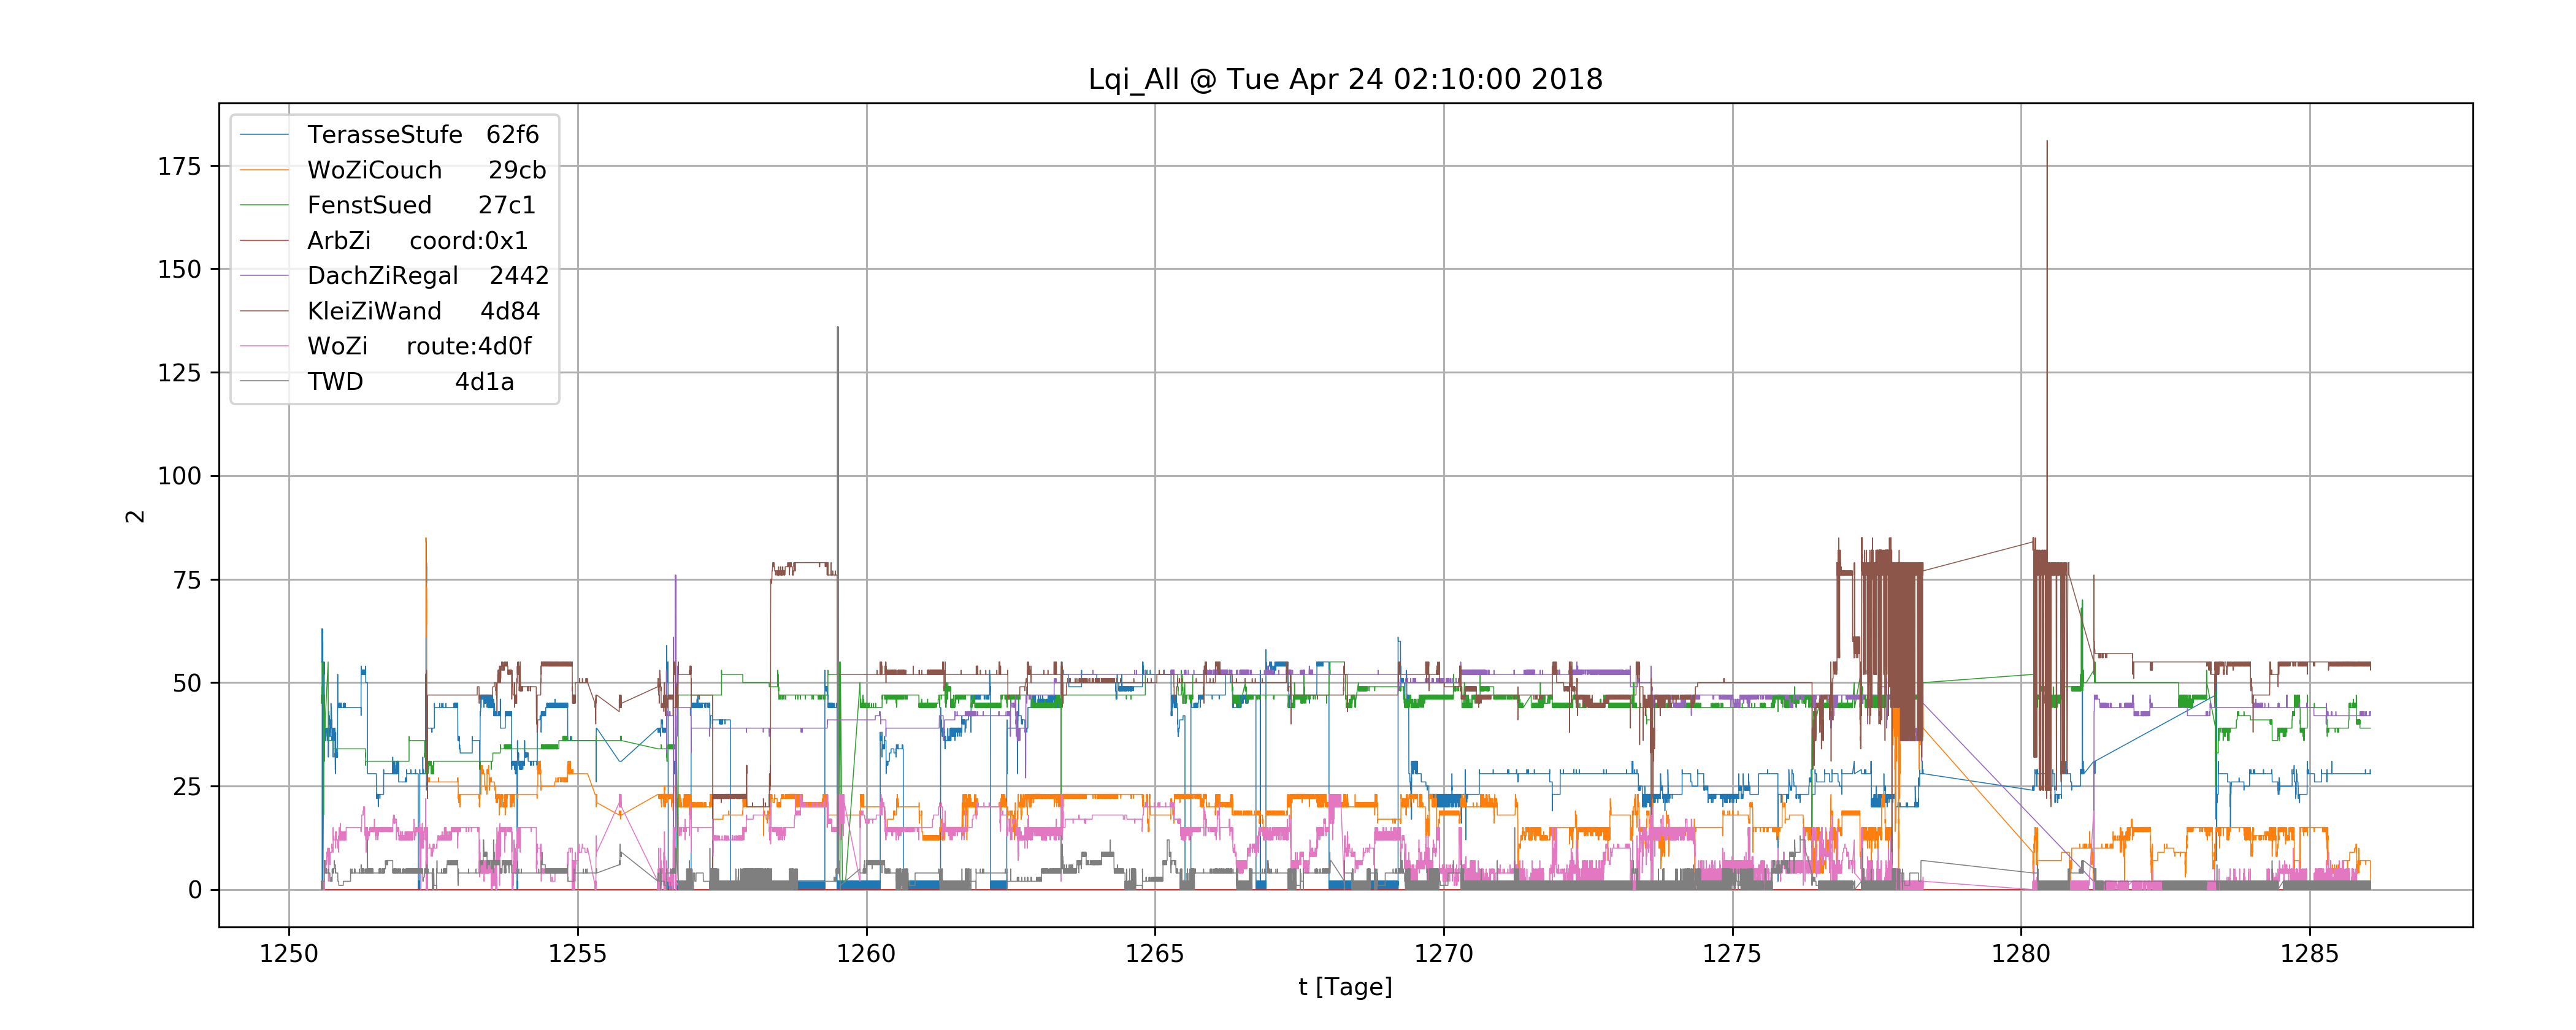 Lqi_All @ Tue Apr 24 02:10:00 2018
TerasseStufe 62f6
WoZiCouch 29cb
FenstSued 27c1
ArbZi coord:0x1
DachZiRegal 2442
KleiZiWand 4d84
WoZi route:4d0f
TWD 4d1a
175
150
125
100
75
50
25
0
2
1250 1255 1260 1265 1270 1275 1280 1285
t [Tage]